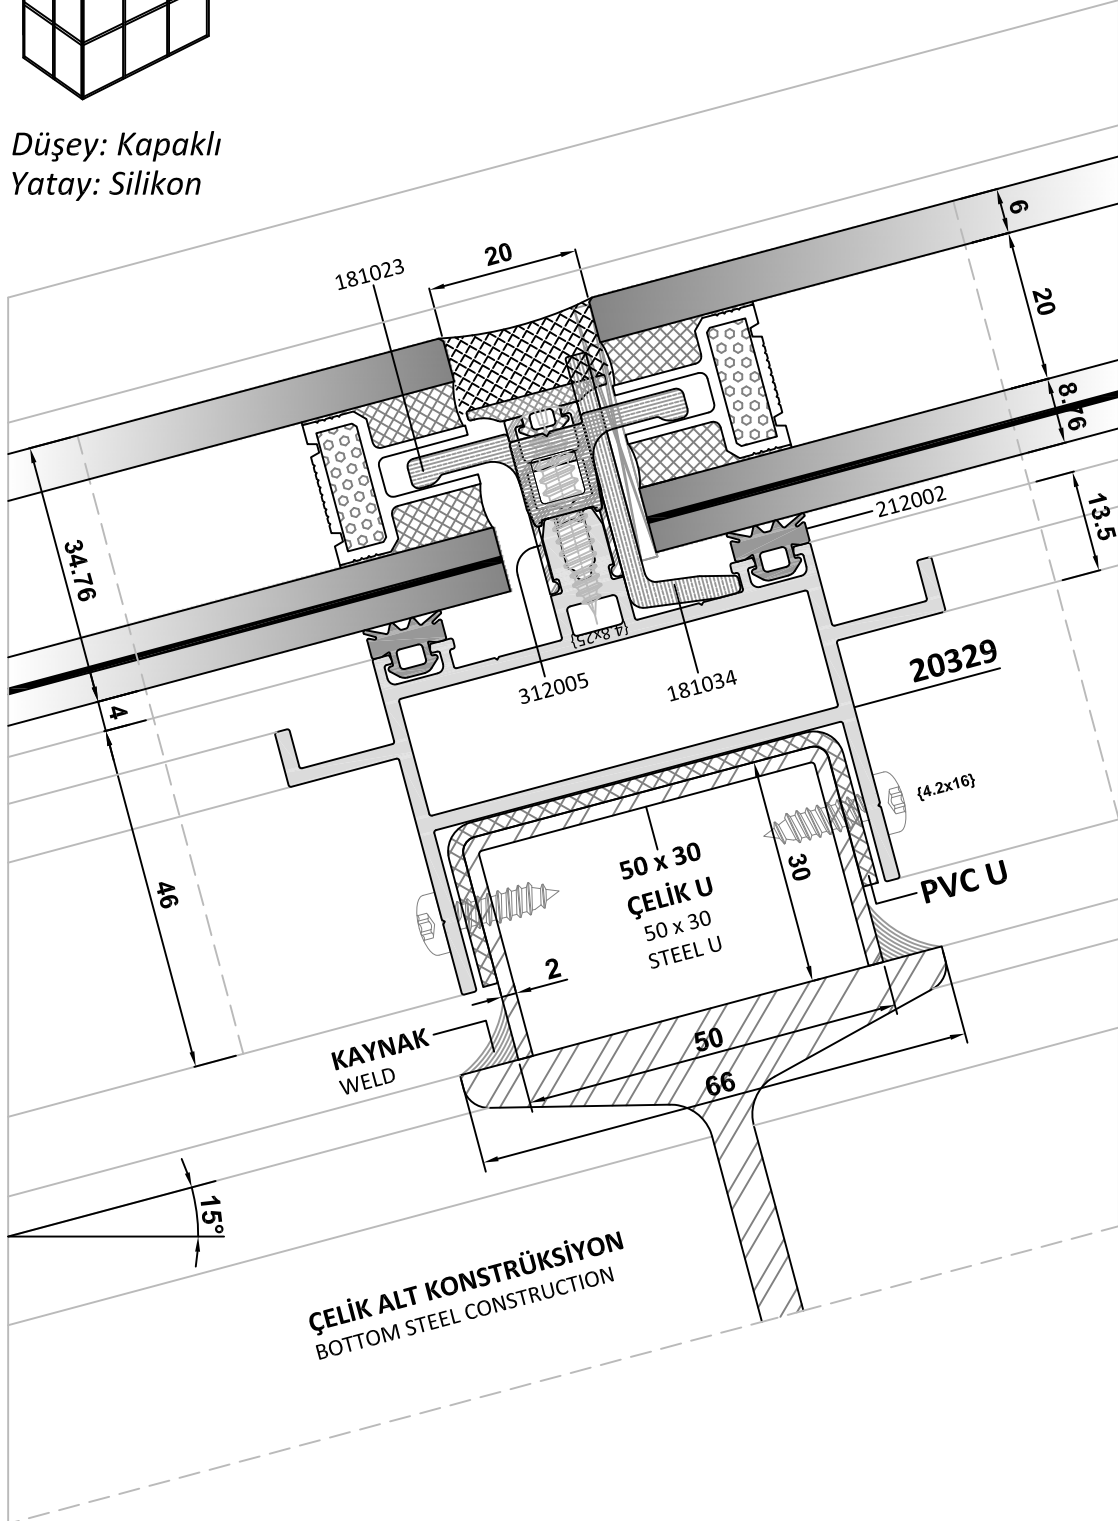 Düşey: Kapaklı
Yatay: Silikon
6
20
181023
20
8.76
212002
13.5
34.76
{4.8x25}
20329
312005
181034
4
{4.2x16}
50 x 30
ÇELİK U
50 x 30
STEEL U
30
PVC U
46
2
KAYNAK
WELD
50
66
15°
ÇELİK ALT KONSTRÜKSİYON
BOTTOM STEEL CONSTRUCTION